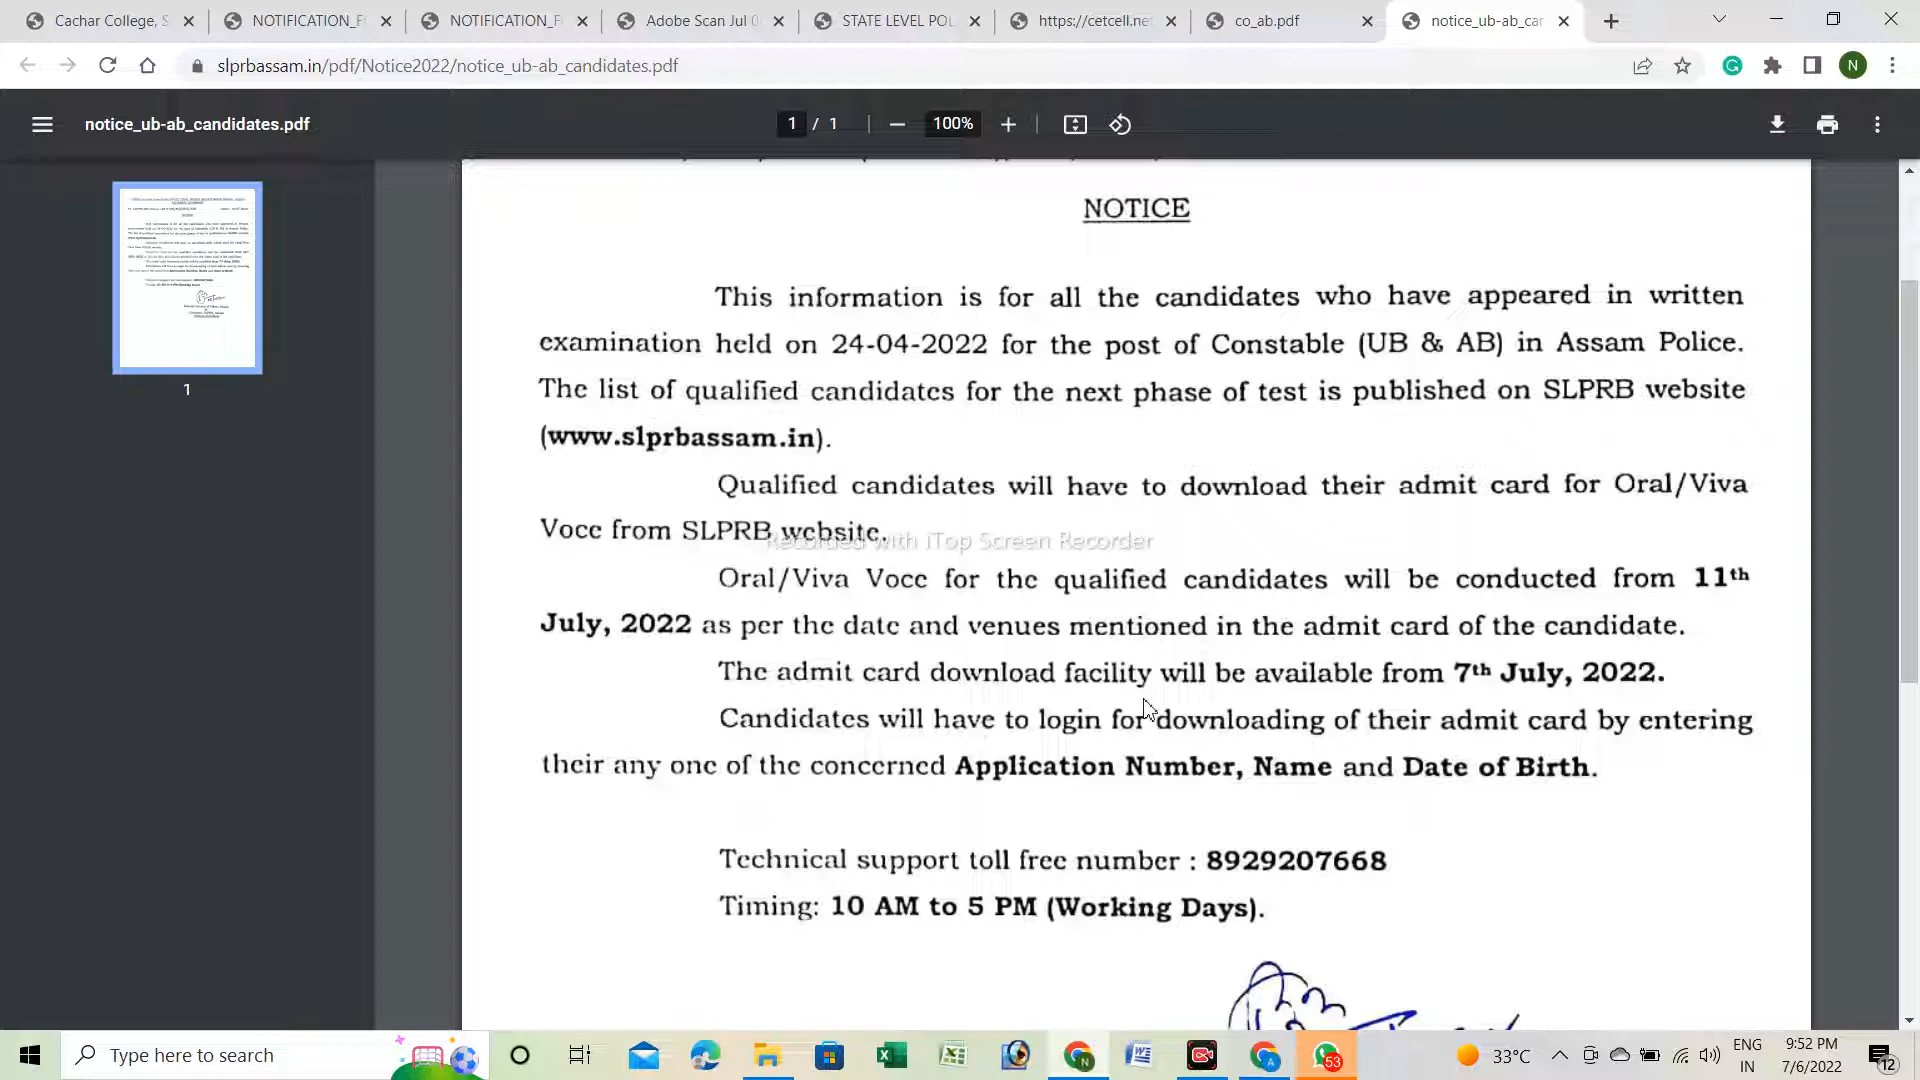 Cachar College, S
NOTIFICATION_F
NOTIFICATION_F
Adobe Scan Jul 0
STATE LEVEL POL
https://cetcell.net
co_ab.pdf
notice_ub-ab_can
slprbassam.in/pdf/Notice2022/notice_ub-ab_candidates.pdf
N
notice_ub-ab_candidates.pdf
1 / 1
100%
1
NOTICE
This information is for all the candidates who have appeared in written
examination held on 24-04-2022 for the post of Constable (UB & AB) in Assam Police.
The list of qualified candidates for the next phase of test is published on SLPRB website
(www.slprbassam.in).
Qualified candidates will have to download their admit card for Oral/Viva
Voce from SLPRB website.
Recorded with iTop Screen Recorder
Oral/Viva Voce for the qualified candidates will be conducted from 11th
July, 2022 as per the date and venues mentioned in the admit card of the candidate.
The admit card download facility will be available from 7th July, 2022.
Candidates will have to login for downloading of their admit card by entering
their any one of the concerned Application Number, Name and Date of Birth.
Technical support toll free number : 8929207668
Timing: 10 AM to 5 PM (Working Days).
Type here to search
53
33°C
ENG
IN
9:52 PM
7/6/2022
12